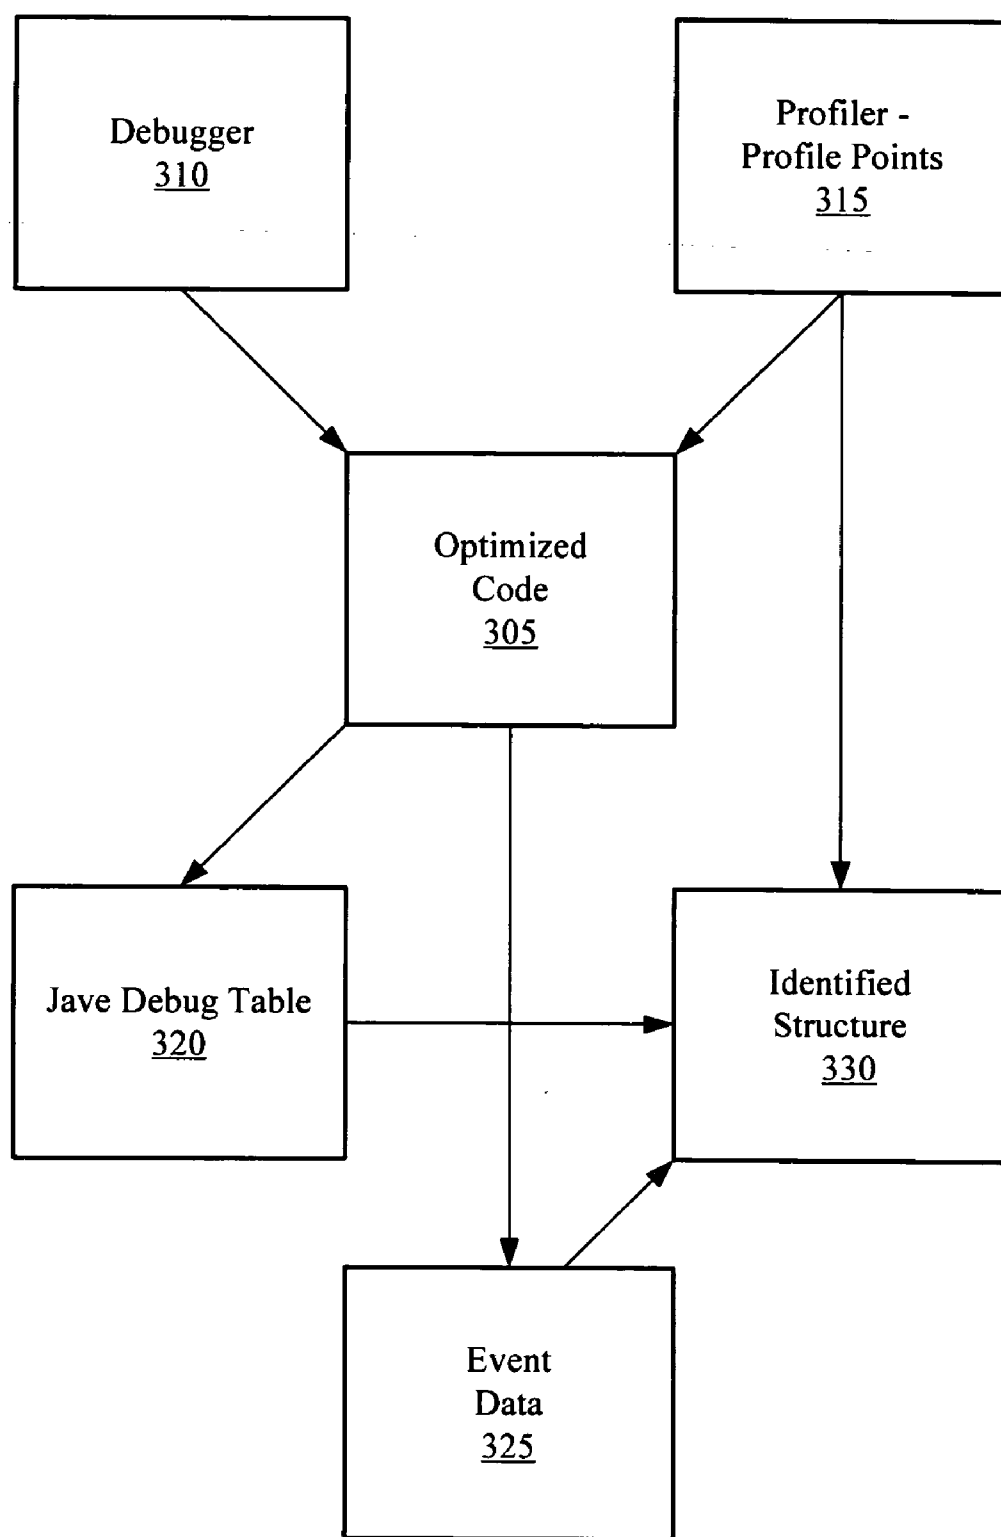 Debugger
310
Profiler -
Profile Points
315
Optimized
Code
305
Jave Debug Table
320
Identified
Structure
330
Event
Data
325